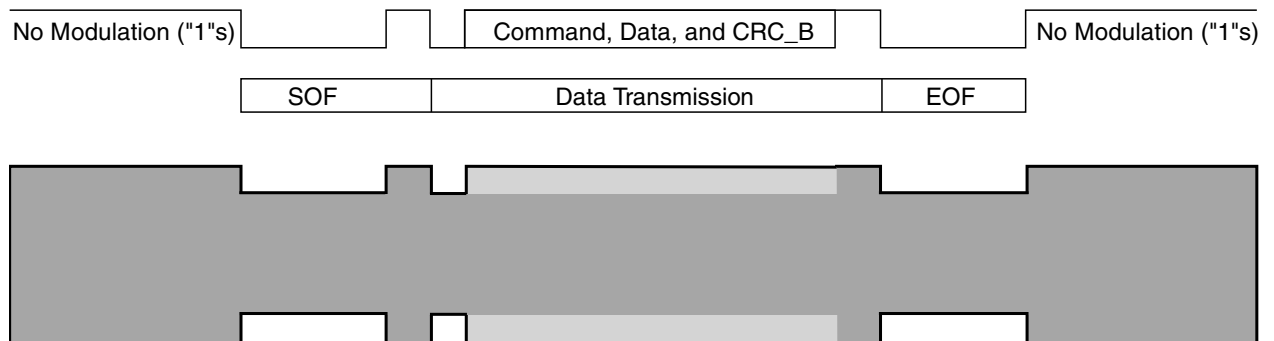 No Modulation ("1"s) Command, Data, and CRC_B No Modulation ("1"s)
SOF Data Transmission EOF